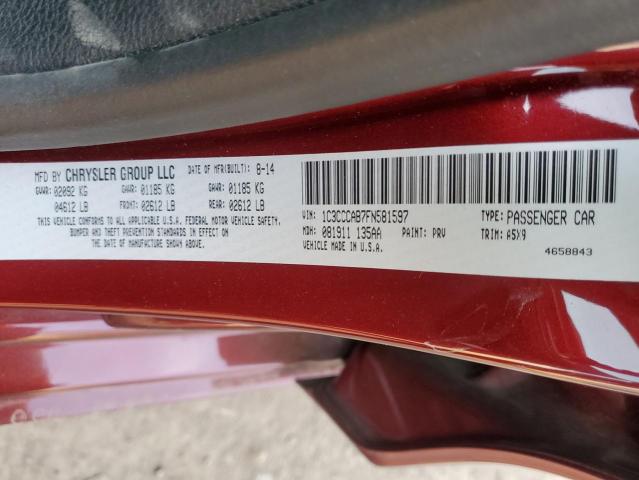 MFD BY CHRYSLER GROUP LLC DATE OF MFR(BUILT): 8-14
GVWR: 02092 KG GAWR: 01185 KG GAWR: 01185 KG
04612 LB FRONT: 02612 LB REAR: 02612 LB
THIS VEHICLE CONFORMS TO ALL APPLICABLE U.S.A. FEDERAL MOTOR VEHICLE SAFETY,
BUMPER AND THEFT PREVENTION STANDARDS IN EFFECT ON
THE DATE OF MANUFACTURE SHOWN ABOVE.
VIN: 1C3CCCAB7FN581597 TYPE: PASSENGER CAR
MDH: 081911 135AA PAINT: PRV TRIM: A5X9
VEHICLE MADE IN U.S.A.
4658843